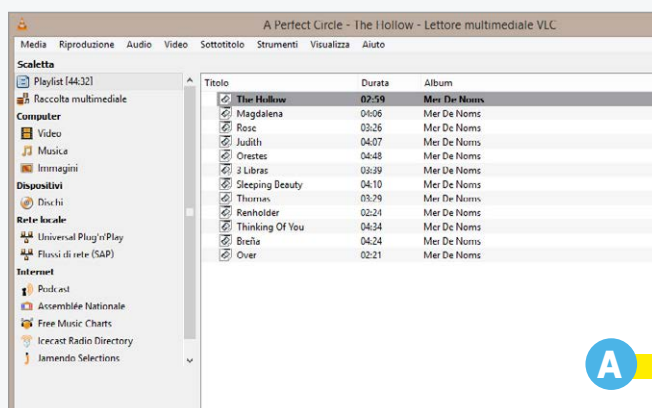 A Perfect Circle - The Hollow - Lettore multimediale VLC
Media Riproduzione Audio Video Sottotitolo Strumenti Visualizza Aiuto
Scaletta
Playlist [44:32]
Raccolta multimediale
Computer
Video
Musica
Immagini
Dispositivi
Dischi
Rete locale
Universal Plug'n'Play
Flussi di rete (SAP)
Internet
Podcast
Assemblée Nationale
Free Music Charts
Icecast Radio Directory
Jamendo Selections
Titolo Durata Album
The Hollow 02:59 Mer De Noms
Magdalena 04:06 Mer De Noms
Rose 03:26 Mer De Noms
Judith 04:07 Mer De Noms
Orestes 04:48 Mer De Noms
3 Libras 03:39 Mer De Noms
Sleeping Beauty 04:10 Mer De Noms
Thomas 03:29 Mer De Noms
Renholder 02:24 Mer De Noms
Thinking Of You 04:34 Mer De Noms
Breña 04:24 Mer De Noms
Over 02:21 Mer De Noms
A